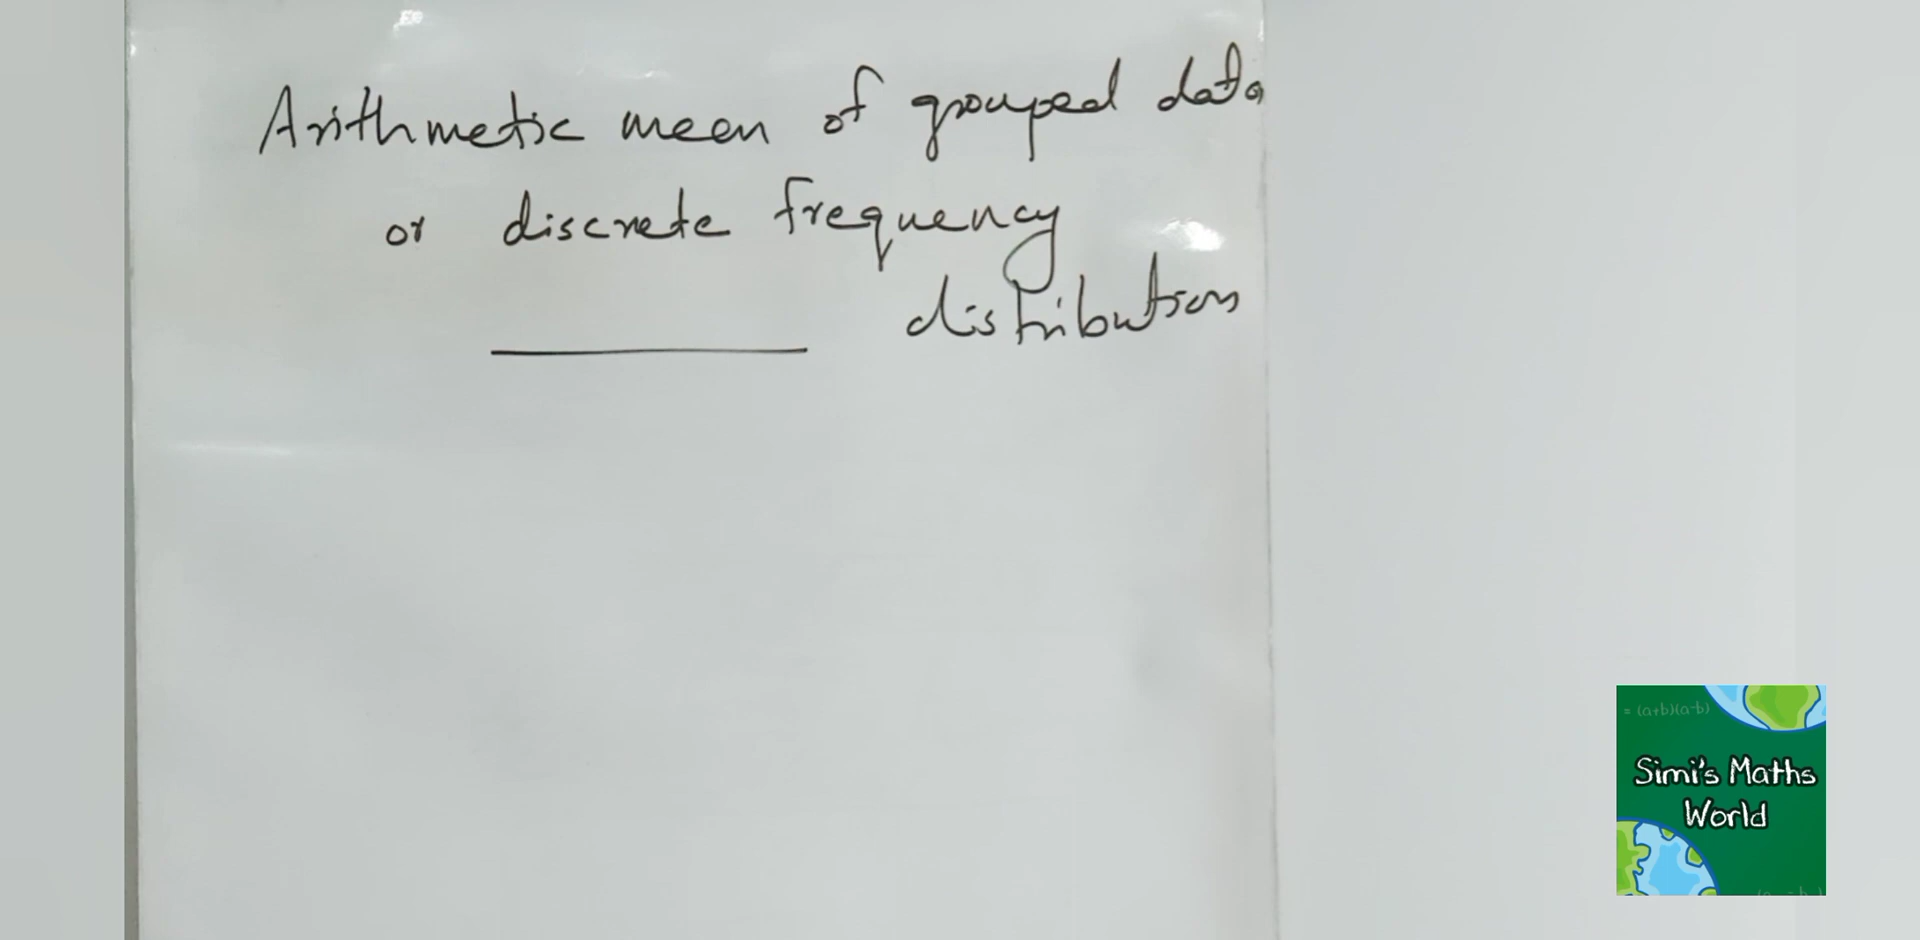 Arithmetic mean of grouped data
or discrete frequency
distribution
= (a+b)(a-b)
Simi's Maths
World